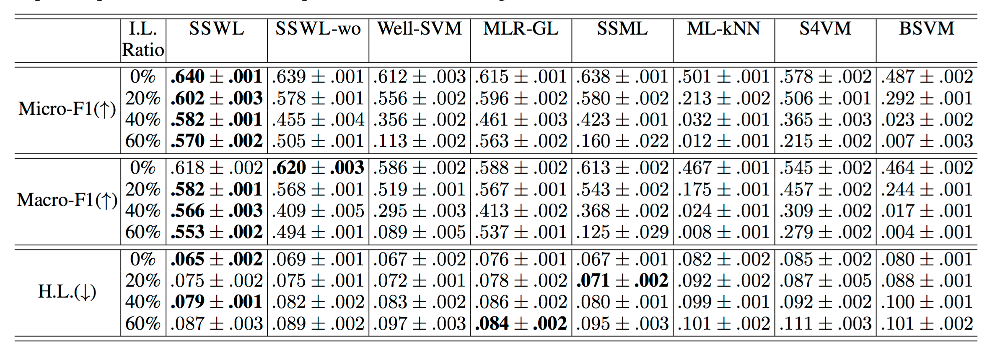 I.L. Ratio SSWL SSWL-wo Well-SVM MLR-GL SSML ML-kNN S4VM BSVM
Micro-F1(↑)
0% .640 ± .001 .639 ± .001 .612 ± .003 .615 ± .001 .638 ± .001 .501 ± .001 .578 ± .002 .487 ± .002
20% .602 ± .003 .578 ± .001 .556 ± .002 .596 ± .002 .580 ± .002 .213 ± .002 .506 ± .001 .292 ± .001
40% .582 ± .001 .455 ± .004 .356 ± .002 .461 ± .003 .423 ± .001 .032 ± .001 .365 ± .003 .023 ± .002
60% .570 ± .002 .505 ± .001 .113 ± .002 .563 ± .002 .160 ± .022 .012 ± .001 .215 ± .002 .007 ± .003
Macro-F1(↑)
0% .618 ± .002 .620 ± .003 .586 ± .002 .588 ± .002 .613 ± .002 .467 ± .001 .545 ± .002 .464 ± .002
20% .582 ± .001 .568 ± .001 .519 ± .001 .567 ± .001 .543 ± .002 .175 ± .001 .457 ± .002 .244 ± .001
40% .566 ± .003 .409 ± .005 .295 ± .003 .413 ± .002 .368 ± .002 .024 ± .001 .309 ± .002 .017 ± .001
60% .553 ± .002 .494 ± .001 .089 ± .005 .537 ± .001 .125 ± .029 .008 ± .001 .279 ± .002 .004 ± .001
H.L.(↓)
0% .065 ± .002 .069 ± .001 .067 ± .002 .076 ± .001 .067 ± .001 .082 ± .002 .085 ± .002 .080 ± .001
20% .075 ± .002 .075 ± .001 .072 ± .001 .078 ± .002 .071 ± .002 .092 ± .002 .087 ± .005 .088 ± .001
40% .079 ± .001 .082 ± .002 .083 ± .002 .086 ± .002 .080 ± .001 .099 ± .001 .092 ± .002 .100 ± .001
60% .087 ± .003 .089 ± .002 .097 ± .003 .084 ± .002 .095 ± .003 .101 ± .002 .111 ± .003 .101 ± .002